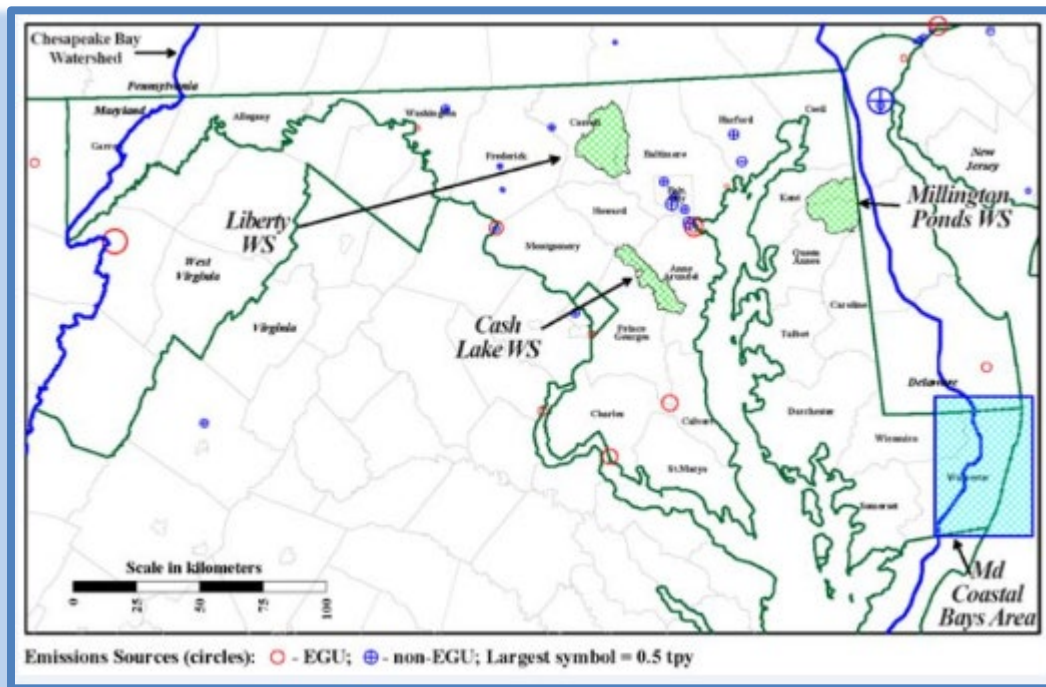 Chesapeake Bay
Watershed
Pennsylvania
Maryland
Allegany
Washington
Carroll
Harford
Cecil
Frederick
Baltimore
New
Jersey
Kent
Millington
Ponds WS
Liberty
WS
Howard
Montgomery
Queen
Annes
Anne
Arundel
West
Virginia
Caroline
Virginia
Cash
Lake WS
Prince
Georges
Talbot
Delaware
Charles
Calvert
Dorchester
Wicomico
St.Marys
Somerset
Scale in kilometers
0
25
50
75
100
Md
Coastal
Bays Area
Emissions Sources (circles): - EGU; - non-EGU; Largest symbol = 0.5 tpy